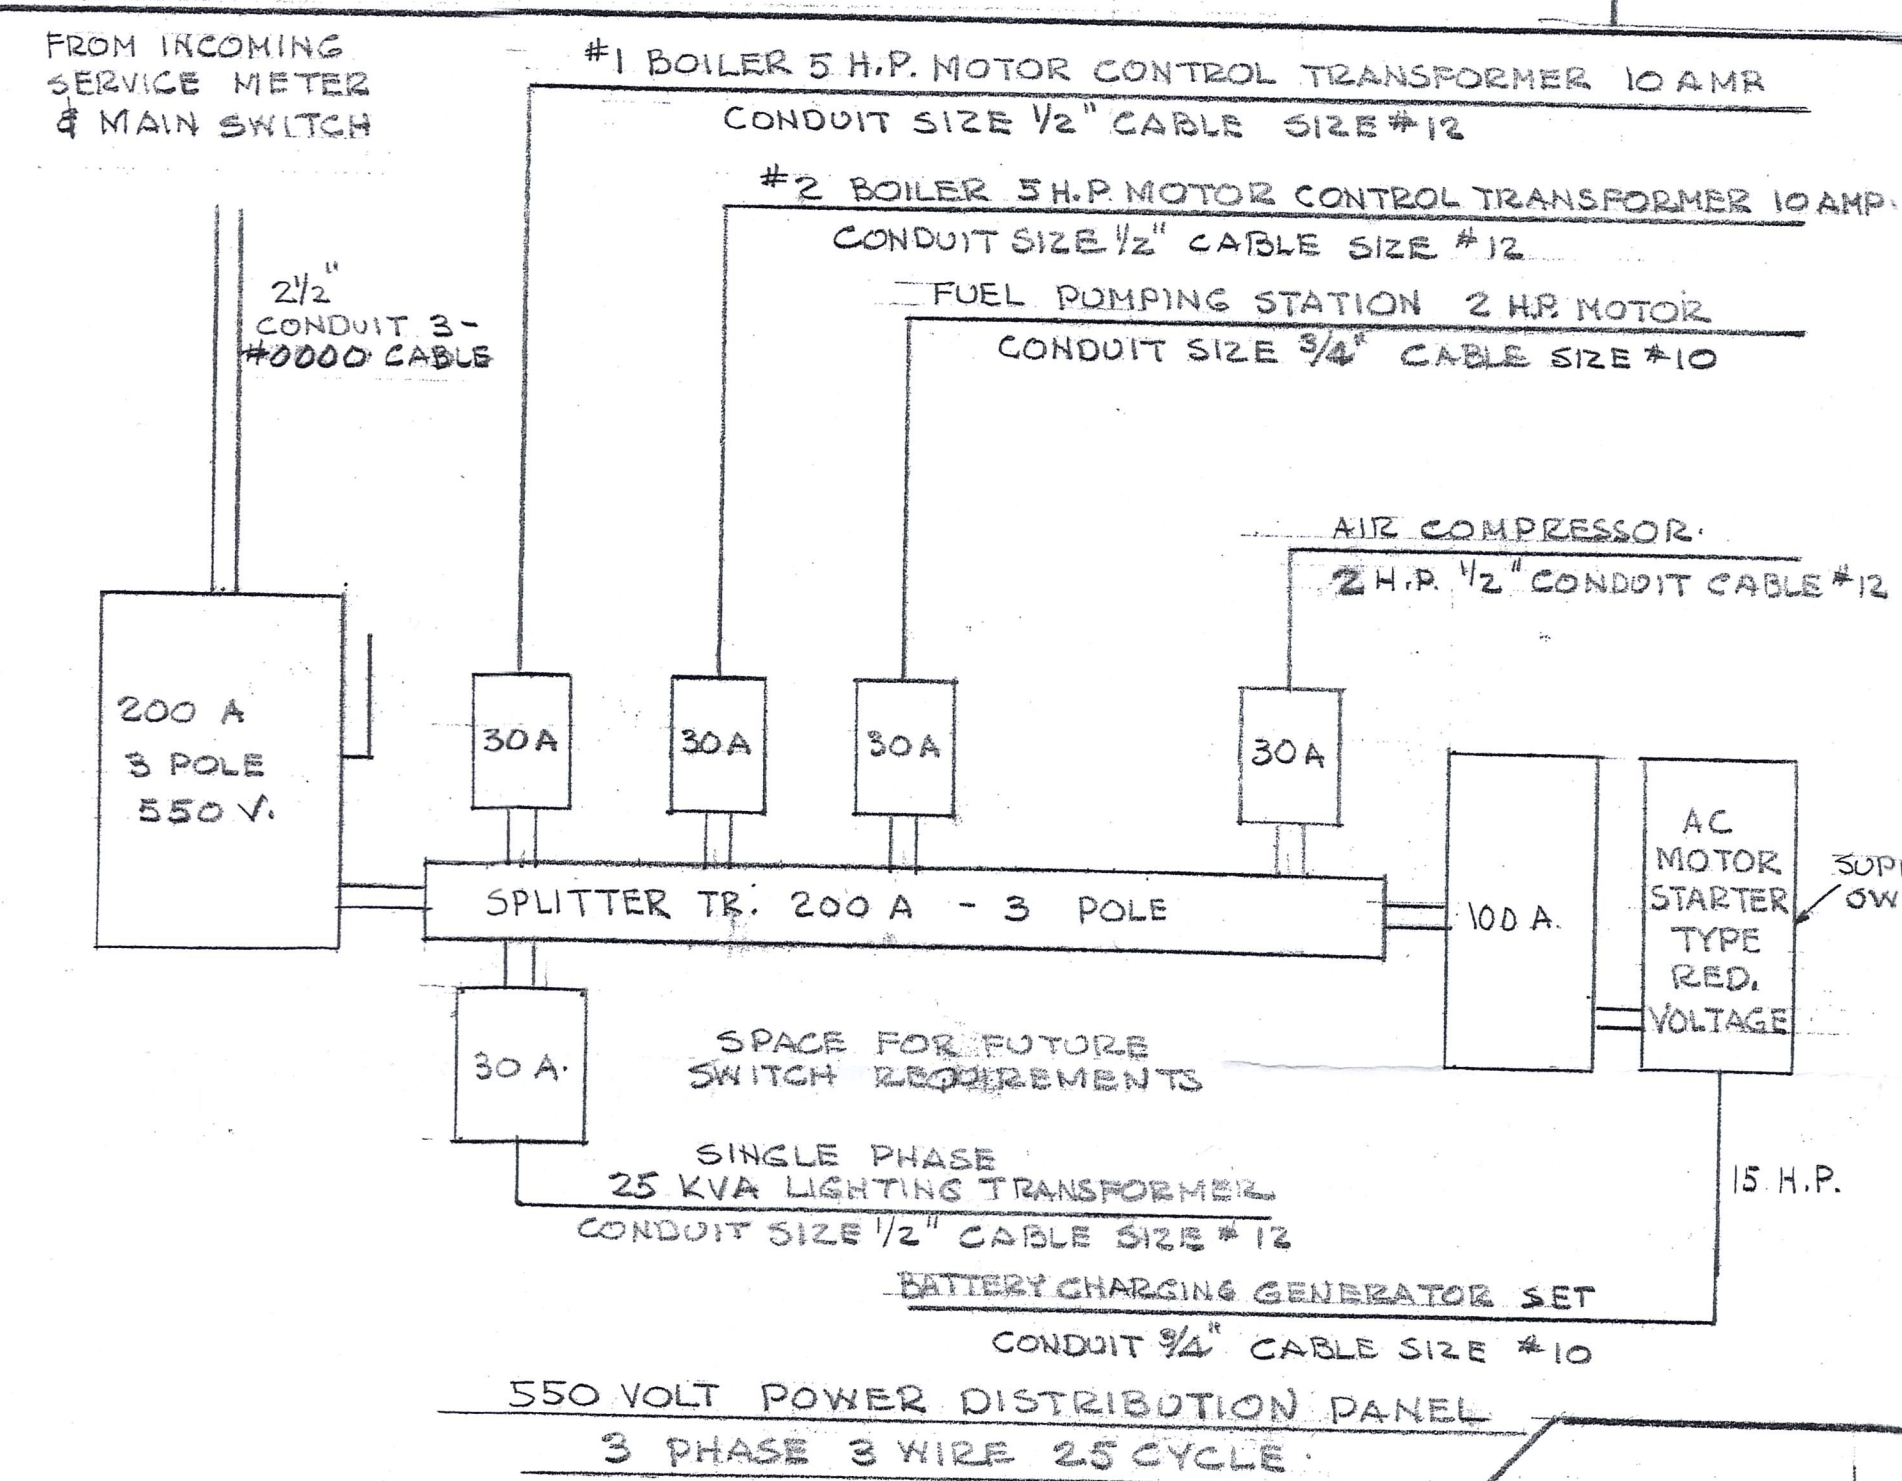 FROM INCOMING
SERVICE METER
& MAIN SWITCH
#1 BOILER 5 H.P. MOTOR CONTROL TRANSFORMER 10 AMP
CONDUIT SIZE 1/2" CABLE SIZE #12
#2 BOILER 5 H.P. MOTOR CONTROL TRANSFORMER 10 AMP.
CONDUIT SIZE 1/2" CABLE SIZE #12
FUEL PUMPING STATION 2 H.P. MOTOR
CONDUIT SIZE 3/4" CABLE SIZE #10
2 1/2"
CONDUIT 3-
#0000 CABLE
AIR COMPRESSOR.
2 H.P. 1/2" CONDUIT CABLE #12
200 A
3 POLE
550 V.
30A
30A
30A
30A
SPLITTER TR: 200 A - 3 POLE
100 A.
AC
MOTOR
STARTER
TYPE
RED.
VOLTAGE
30 A.
SPACE FOR FUTURE
SWITCH REQUIREMENTS
SINGLE PHASE
25 KVA LIGHTING TRANSFORMER
CONDUIT SIZE 1/2" CABLE SIZE #12
15 H.P.
BATTERY CHARGING GENERATOR SET
CONDUIT 3/4" CABLE SIZE #10
550 VOLT POWER DISTRIBUTION PANEL
3 PHASE 3 WIRE 25 CYCLE.